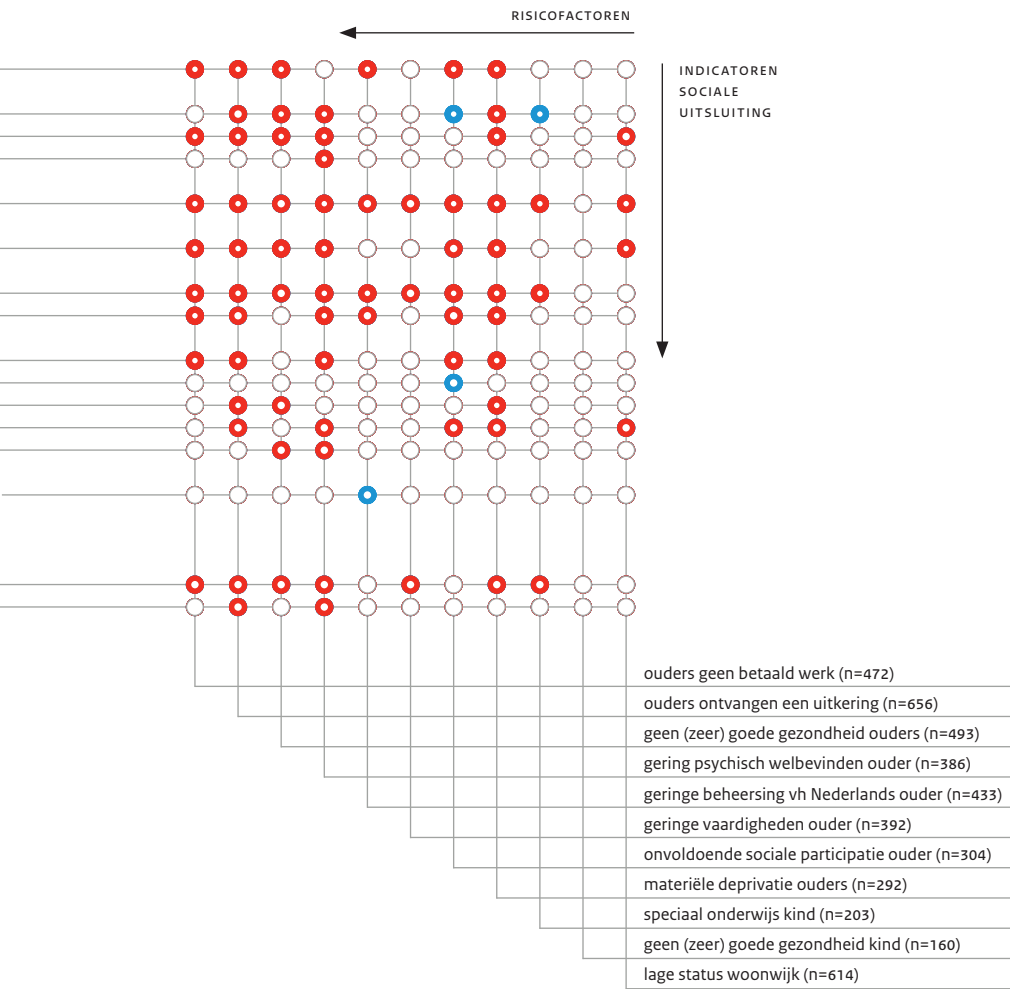 RISICOFACTOREN
INDICATOREN
SOCIALE
UITSLUITING
ouders geen betaald werk (n=472)
ouders ontvangen een uitkering (n=656)
geen (zeer) goede gezondheid ouders (n=493)
gering psychisch welbevinden ouder (n=386)
geringe beheersing vh Nederlands ouder (n=433)
geringe vaardigheden ouder (n=392)
onvoldoende sociale participatie ouder (n=304)
materiële deprivatie ouders (n=292)
speciaal onderwijs kind (n=203)
geen (zeer) goede gezondheid kind (n=160)
lage status woonwijk (n=614)